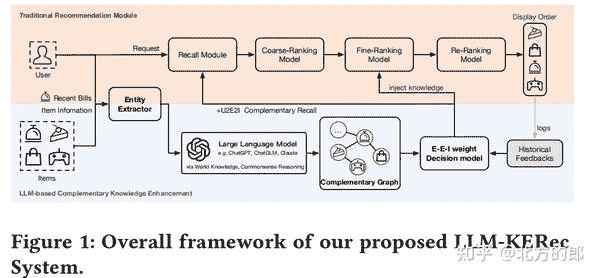 Traditional Recommendation Module
Display Order
User
Request
Recall Module
Coarse-Ranking
Model
Fine-Ranking
Model
Re-Ranking
Model
Recent Bills
Item Infomation
Entity
Extractor
+U2E2I Complementary Recall
inject knowledge
logs
Items
Large Language Model
e.g. ChatGPT, ChatGLM, Claude
via World Knowledge, Commonsense Reasoning
...
Complementary Graph
E-E-I weight
Decision model
Historical
Feedbacks
LLM-based Complementary Knowledge Enhancement
Figure 1: Overall framework of our proposed LLM-KERec
System.
知乎 @北方的郎